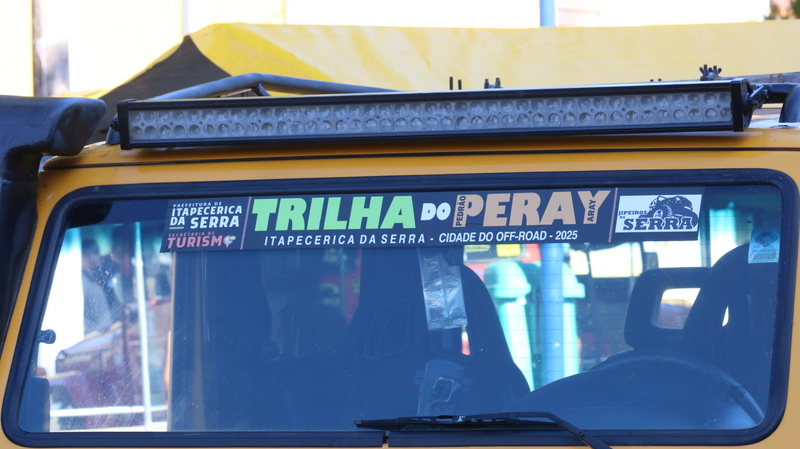 PREFEITURA DE
ITAPECERICA
DA SERRA
SECRETARIA DE
TURISMO
TRILHA DO PEDRÃO PERAY ARAY
ITAPECERICA DA SERRA - CIDADE DO OFF-ROAD - 2025
JIPEIROS DE
SERRA